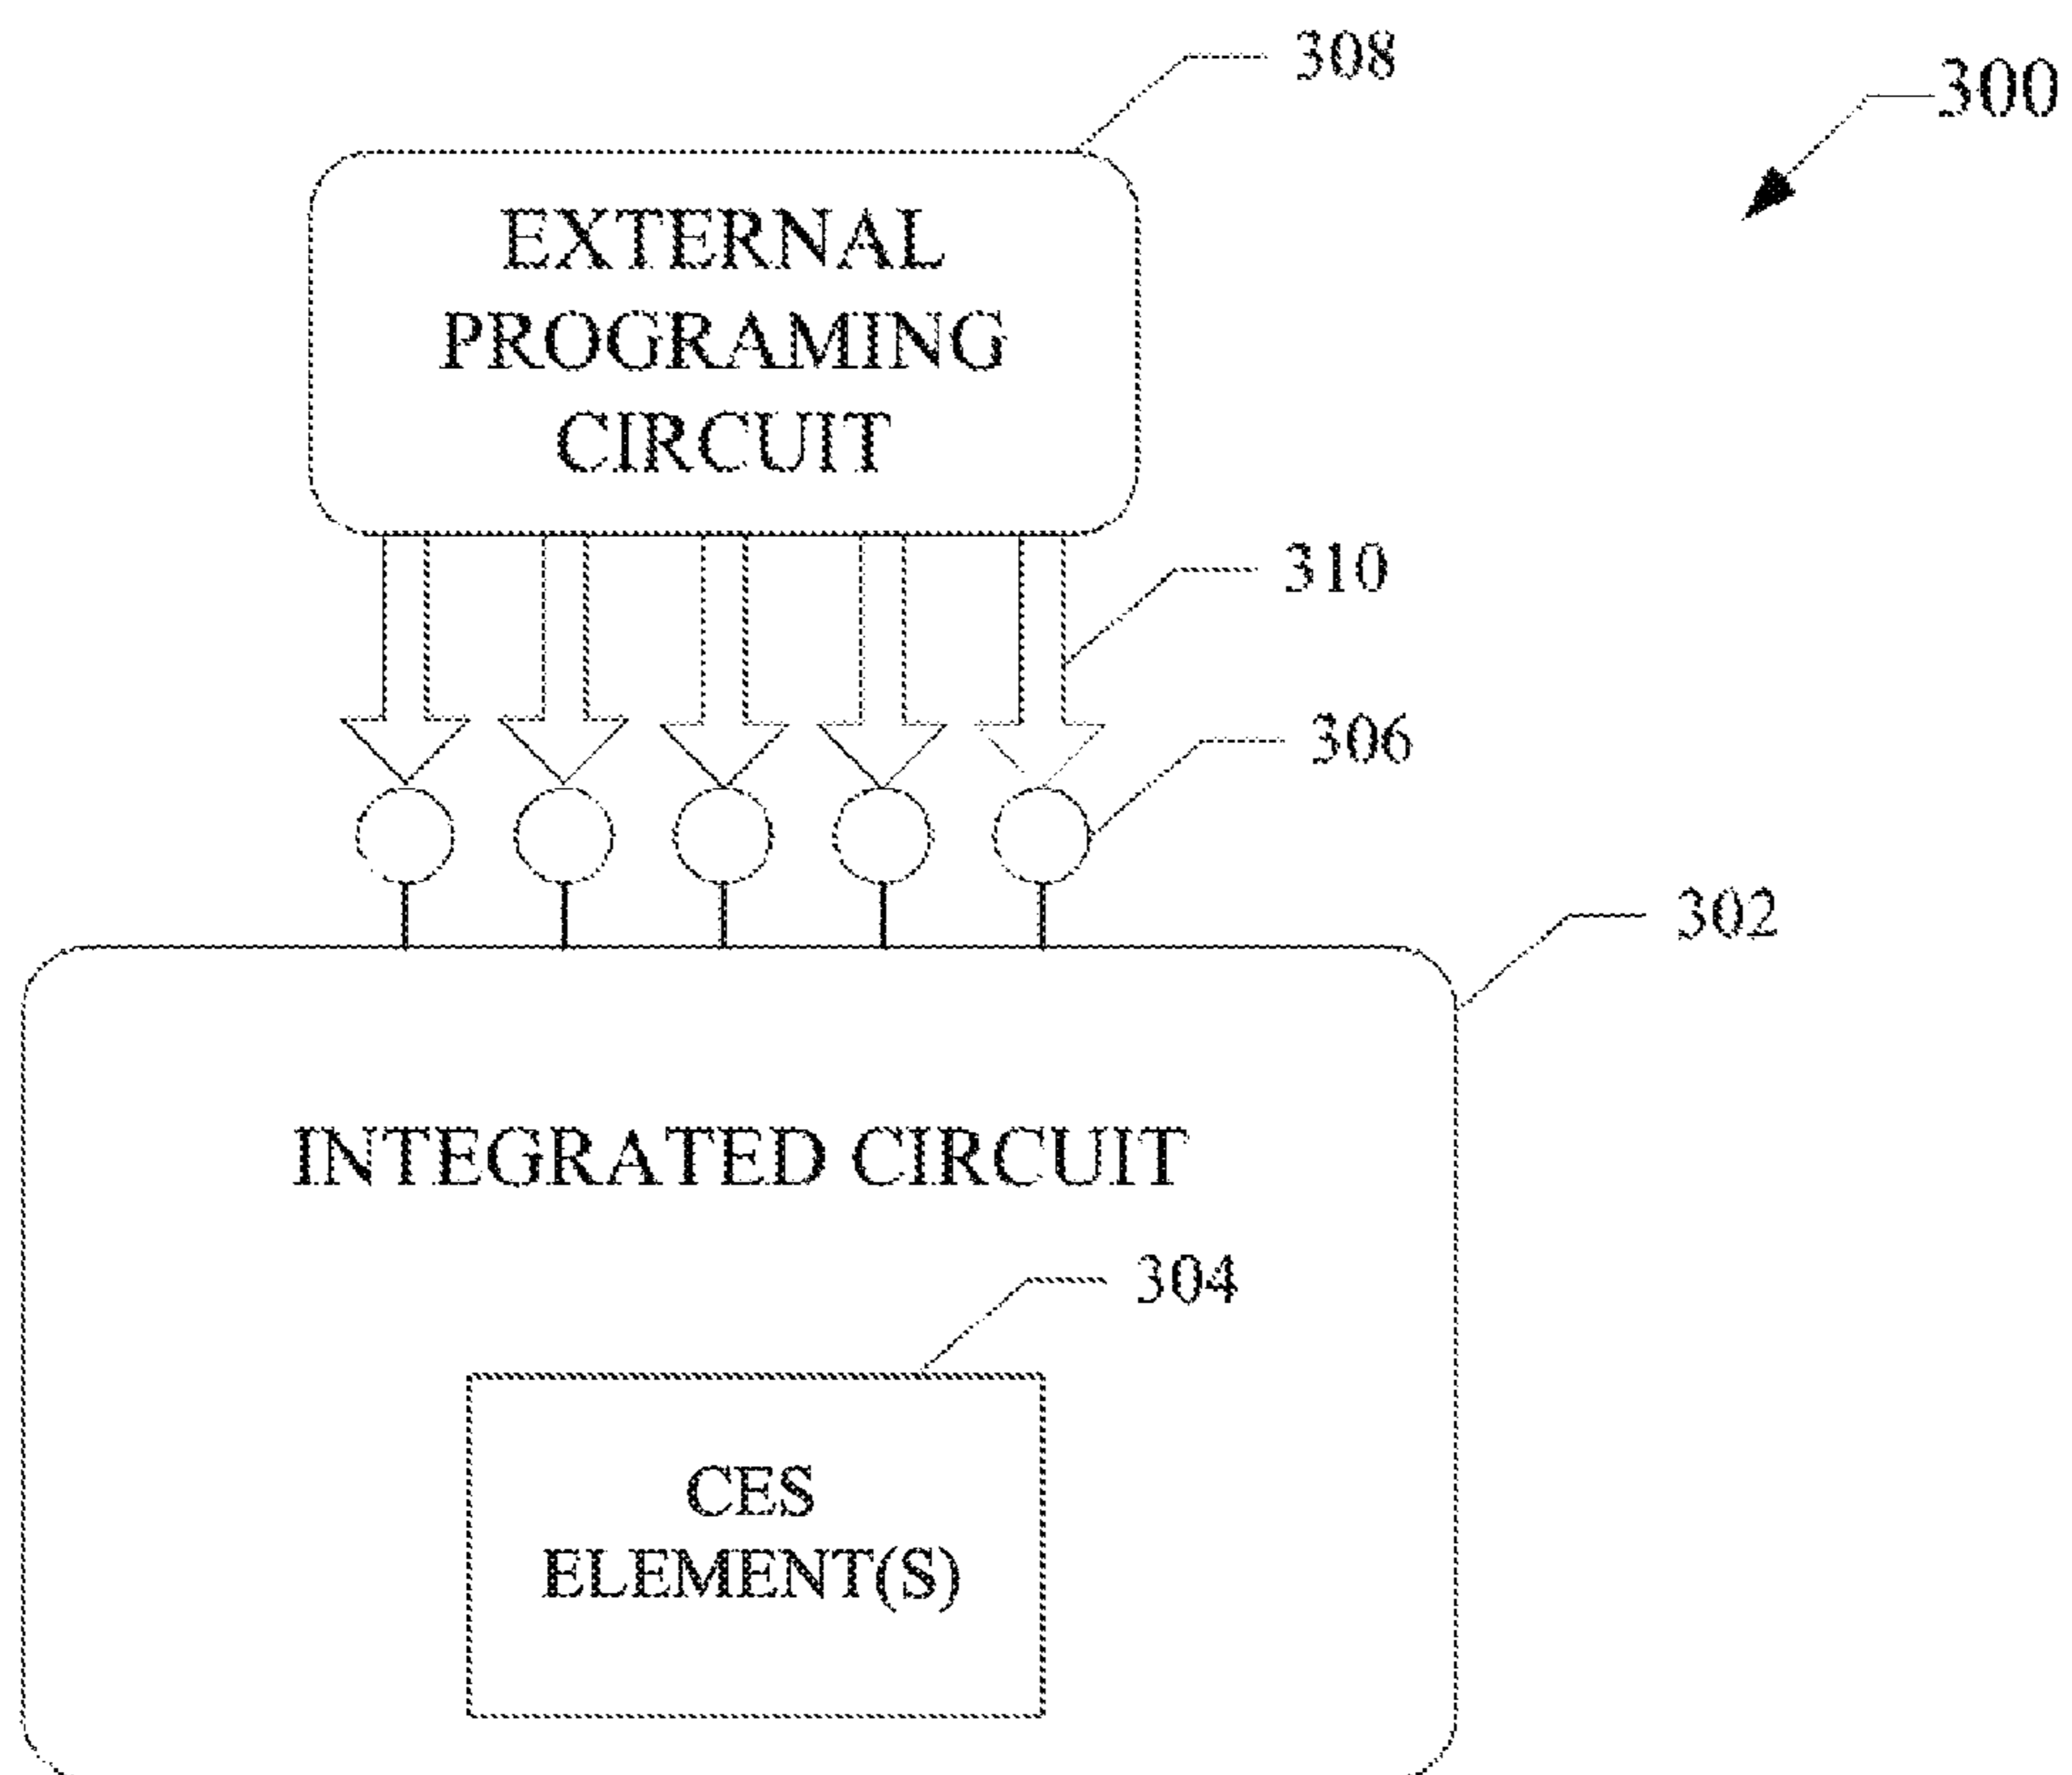 308
300
EXTERNAL
PROGRAMING
CIRCUIT
310
306
302
INTEGRATED CIRCUIT
304
CES
ELEMENT(S)